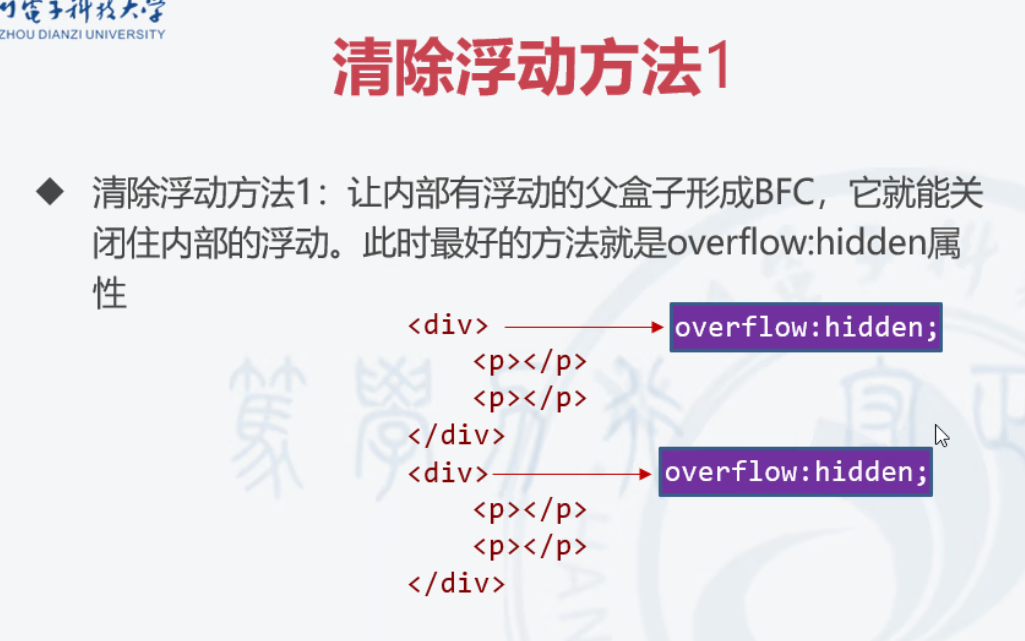 ZHOU DIANZI UNIVERSITY
清除浮动方法1
清除浮动方法1：让内部有浮动的父盒子形成BFC，它就能关
闭住内部的浮动。此时最好的方法就是overflow:hidden属
性
<div> overflow:hidden;
<p></p>
<p></p>
</div>
<div> overflow:hidden;
<p></p>
<p></p>
</div>